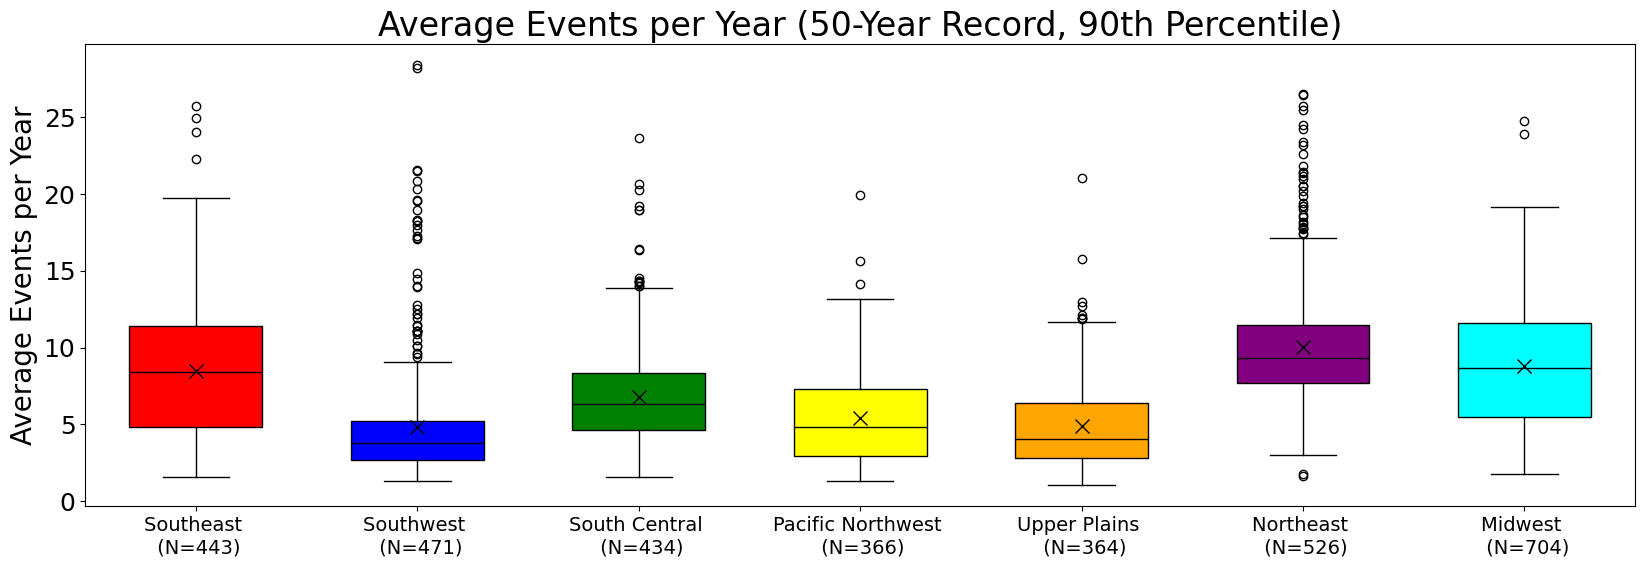 Average Events per Year (50-Year Record, 90th Percentile)
Average Events per Year
25
20
15
10
5
0
Southeast
(N=443)
Southwest
(N=471)
South Central
(N=434)
Pacific Northwest
(N=366)
Upper Plains
(N=364)
Northeast
(N=526)
Midwest
(N=704)